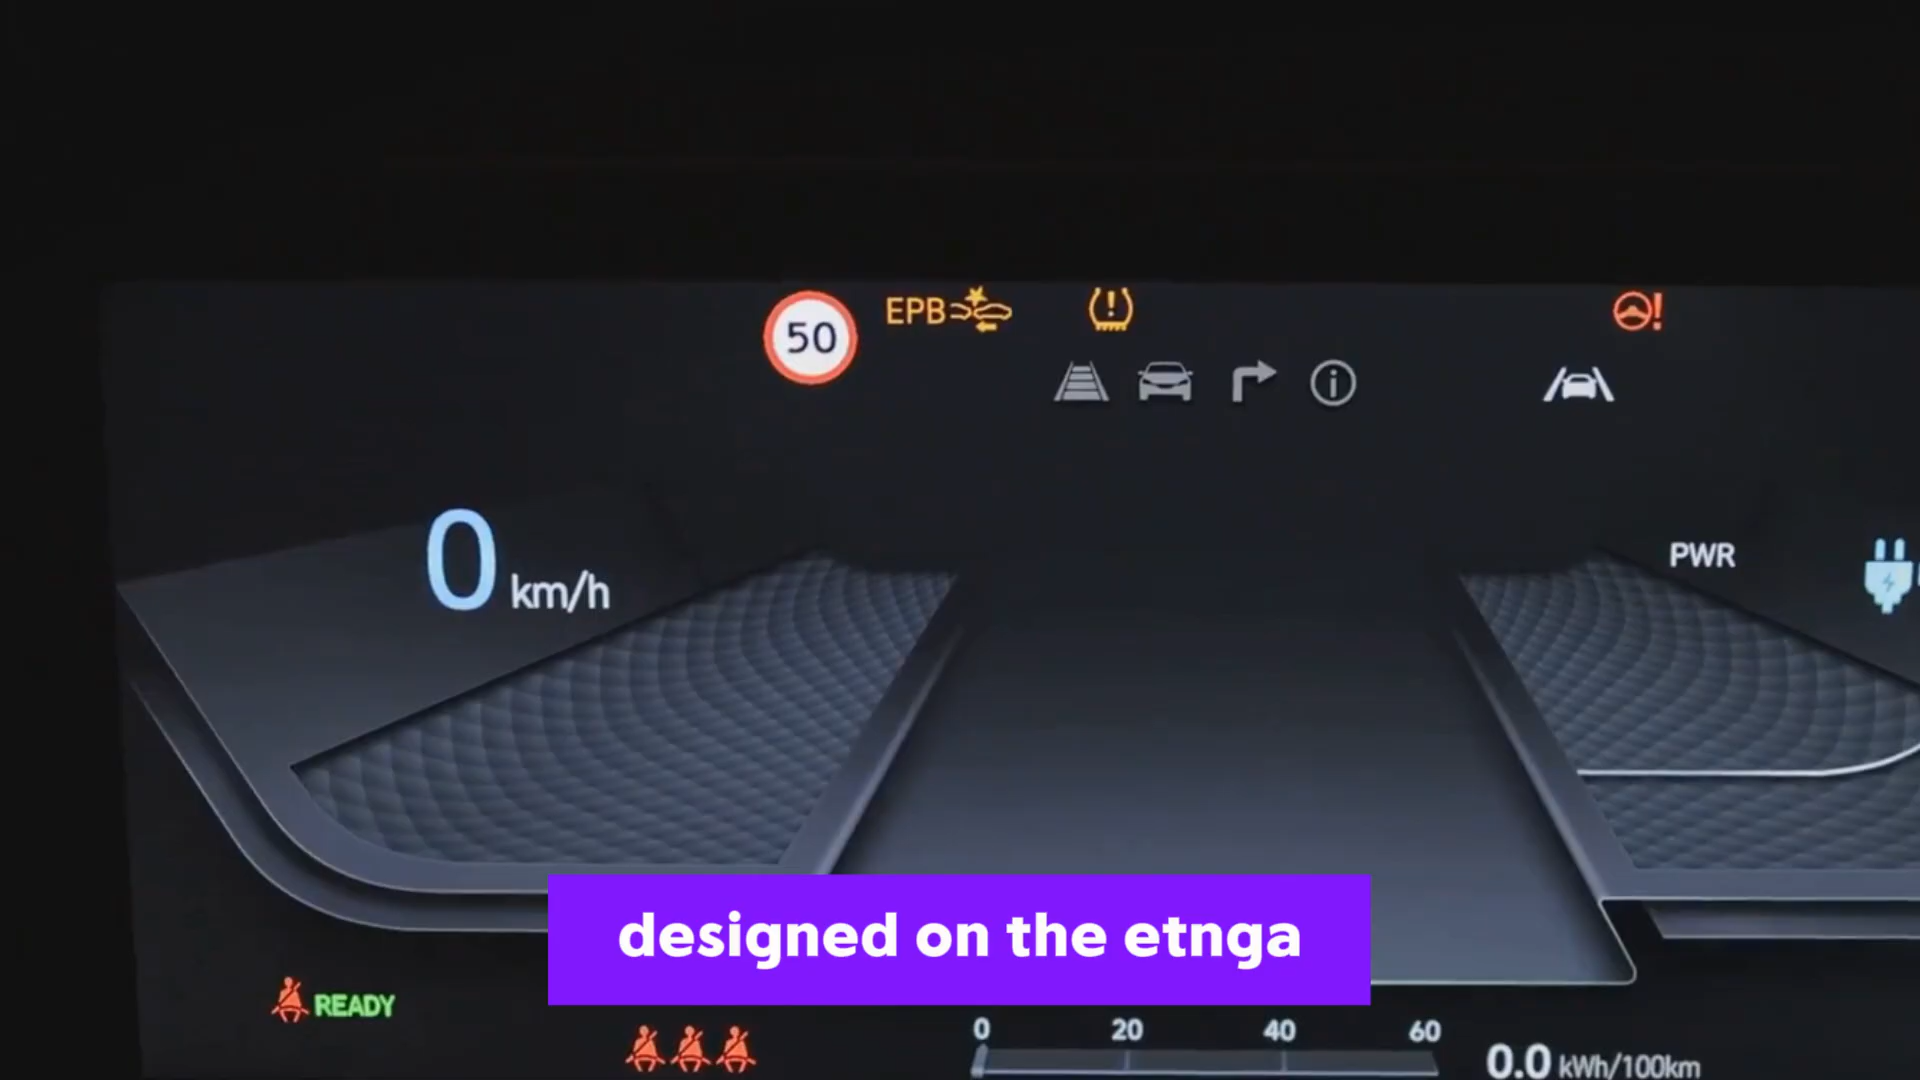 50
EPB
0 km/h
PWR
designed on the etnga
READY
0 20 40 60
0.0 kWh/100km